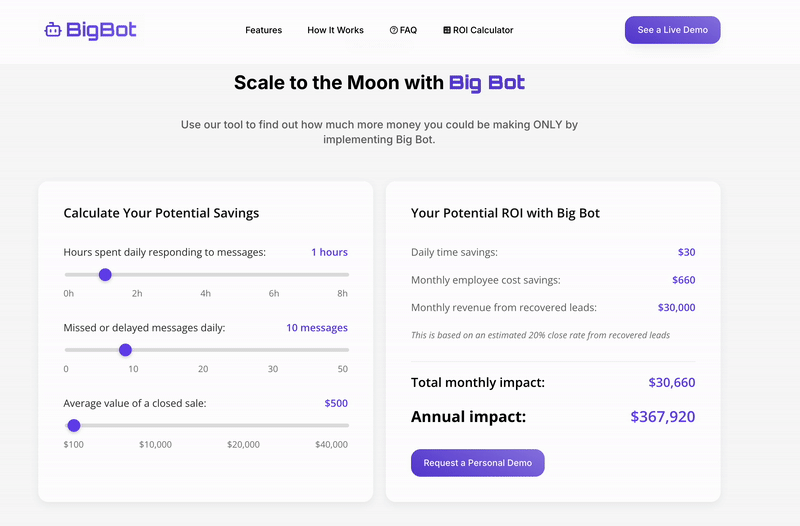 BigBot
Features
How It Works
FAQ
ROI Calculator
See a Live Demo
Scale to the Moon with Big Bot
Use our tool to find out how much more money you could be making ONLY by
implementing Big Bot.
Calculate Your Potential Savings
Hours spent daily responding to messages: 1 hours
0h 2h 4h 6h 8h
Missed or delayed messages daily: 10 messages
0 10 20 30 50
Average value of a closed sale: $500
$100 $10,000 $20,000 $40,000
Your Potential ROI with Big Bot
Daily time savings: $30
Monthly employee cost savings: $660
Monthly revenue from recovered leads: $30,000
This is based on an estimated 20% close rate from recovered leads
Total monthly impact: $30,660
Annual impact: $367,920
Request a Personal Demo